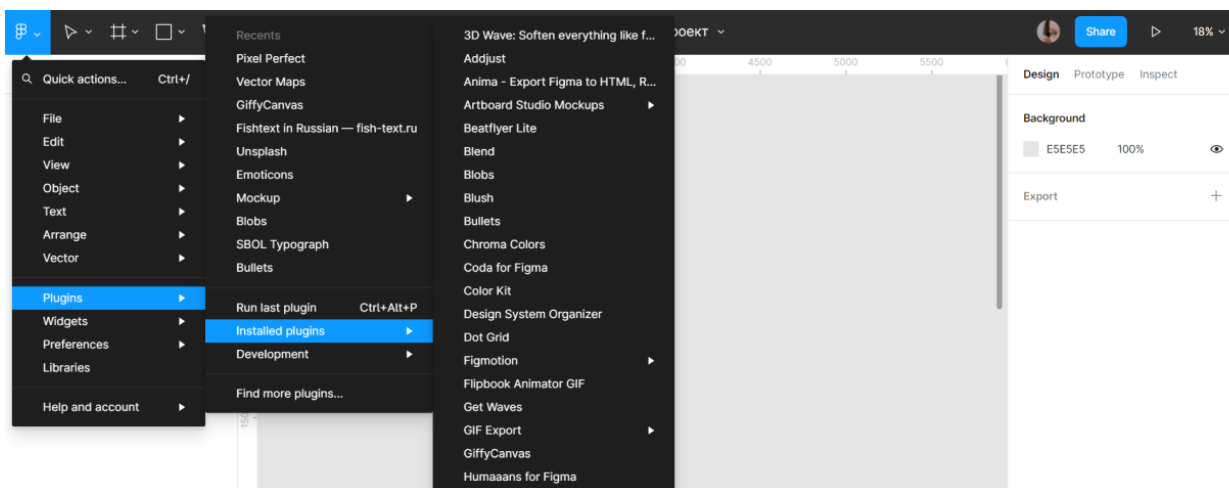 роект
Share
18%
Quick actions... Ctrl+/
File
Edit
View
Object
Text
Arrange
Vector
Plugins
Widgets
Preferences
Libraries
Help and account
Recents
Pixel Perfect
Vector Maps
GiffyCanvas
Fishtext in Russian — fish-text.ru
Unsplash
Emoticons
Mockup
Blobs
SBOL Typograph
Bullets
Run last plugin Ctrl+Alt+P
Installed plugins
Development
Find more plugins...
3D Wave: Soften everything like f...
Addjust
Anima - Export Figma to HTML, R...
Artboard Studio Mockups
Beatflyer Lite
Blend
Blobs
Blush
Bullets
Chroma Colors
Coda for Figma
Color Kit
Design System Organizer
Dot Grid
Figmotion
Flipbook Animator GIF
Get Waves
GIF Export
GiffyCanvas
Humaaans for Figma
4500 5000 5500
Design Prototype Inspect
Background
E5E5E5 100%
Export